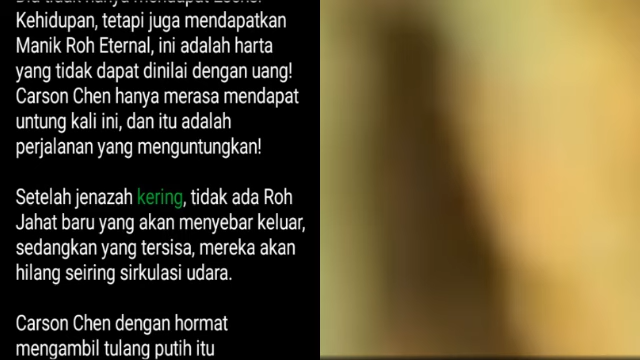 Kehidupan, tetapi juga mendapatkan
Manik Roh Eternal, ini adalah harta
yang tidak dapat dinilai dengan uang!
Carson Chen hanya merasa mendapat
untung kali ini, dan itu adalah
perjalanan yang menguntungkan!
Setelah jenazah kering, tidak ada Roh
Jahat baru yang akan menyebar keluar,
sedangkan yang tersisa, mereka akan
hilang seiring sirkulasi udara.
Carson Chen dengan hormat
mengambil tulang putih itu